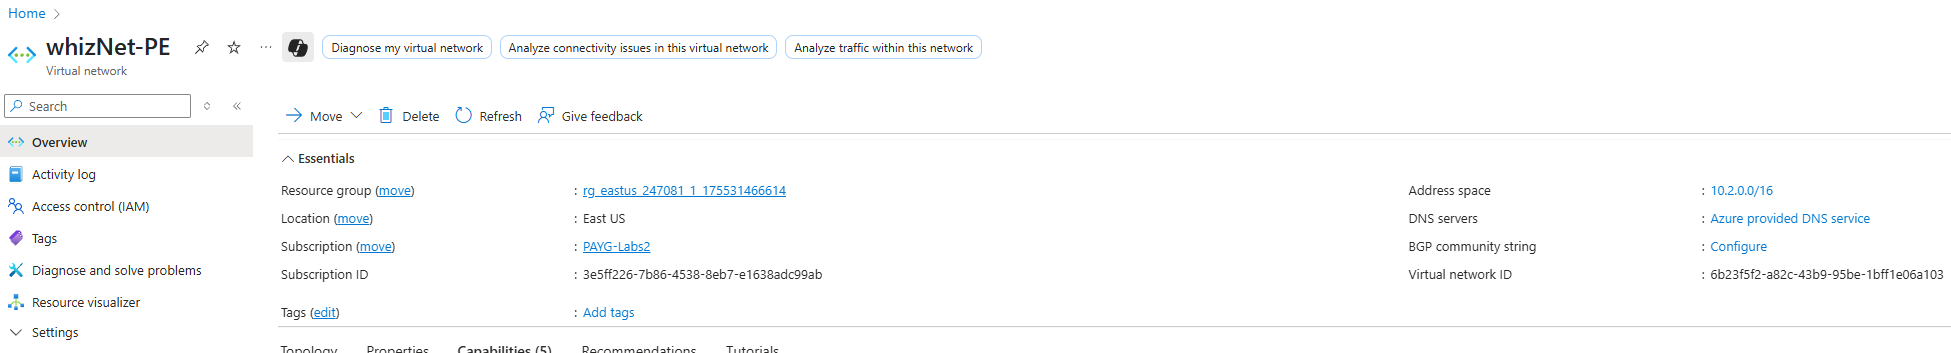 Home
whizNet-PE
Virtual network
Diagnose my virtual network
Analyze connectivity issues in this virtual network
Analyze traffic within this network
Search
Overview
Activity log
Access control (IAM)
Tags
Diagnose and solve problems
Resource visualizer
Settings
Move
Delete
Refresh
Give feedback
Essentials
Resource group (move) : rg_eastus_247081_1_175531466614
Location (move) : East US
Subscription (move) : PAYG-Labs2
Subscription ID : 3e5ff226-7b86-4538-8eb7-e1638adc99ab
Tags (edit) : Add tags
Address space : 10.2.0.0/16
DNS servers : Azure provided DNS service
BGP community string : Configure
Virtual network ID : 6b23f5f2-a82c-43b9-95be-1bff1e06a103
Topology Properties Capabilities (5) Recommendations Tutorials